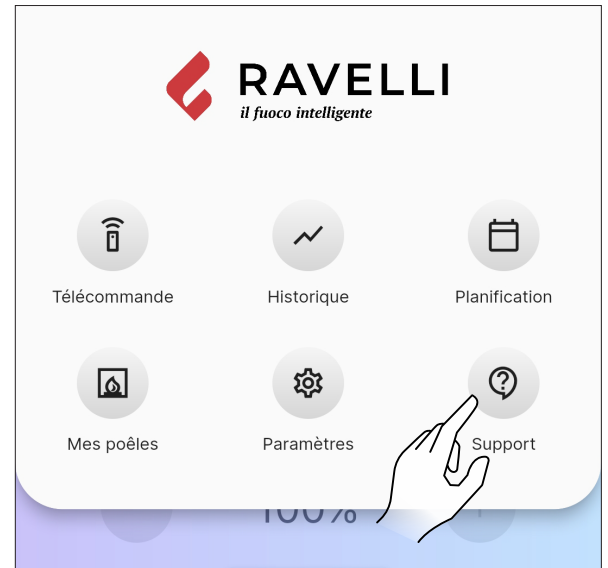 RAVELLI
il fuoco intelligente
Télécommande Historique Planification
Mes poêles Paramètres Support
100%